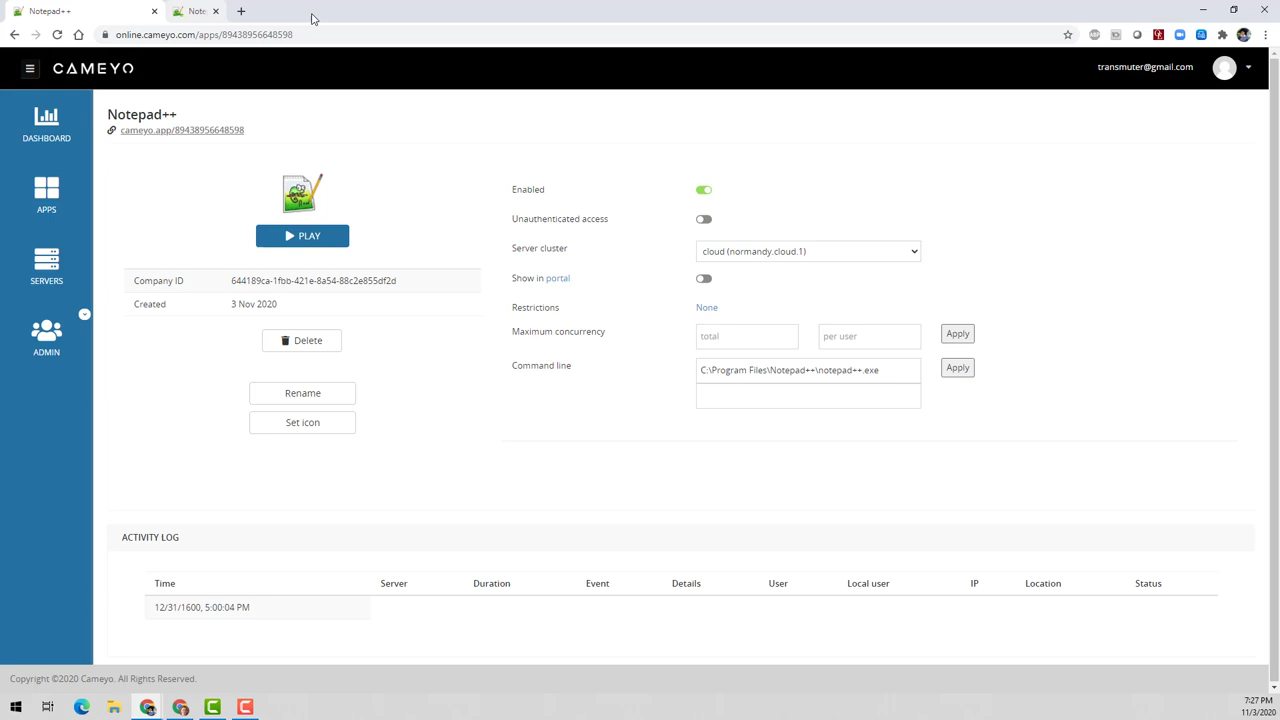 Notepad++
Note
online.cameyo.com/apps/89438956648598
CAMEYO
transmuter@gmail.com
DASHBOARD
APPS
SERVERS
ADMIN
Notepad++
cameyo.app/89438956648598
PLAY
Company ID 644189ca-1fbb-421e-8a54-88c2e855df2d
Created 3 Nov 2020
Delete
Rename
Set icon
Enabled
Unauthenticated access
Server cluster cloud (normandy.cloud.1)
Show in portal
Restrictions None
Maximum concurrency total per user Apply
Command line C:\Program Files\Notepad++\notepad++.exe Apply
ACTIVITY LOG
Time Server Duration Event Details User Local user IP Location Status
12/31/1600, 5:00:04 PM
Copyright ©2020 Cameyo. All Rights Reserved.
7:27 PM
11/3/2020